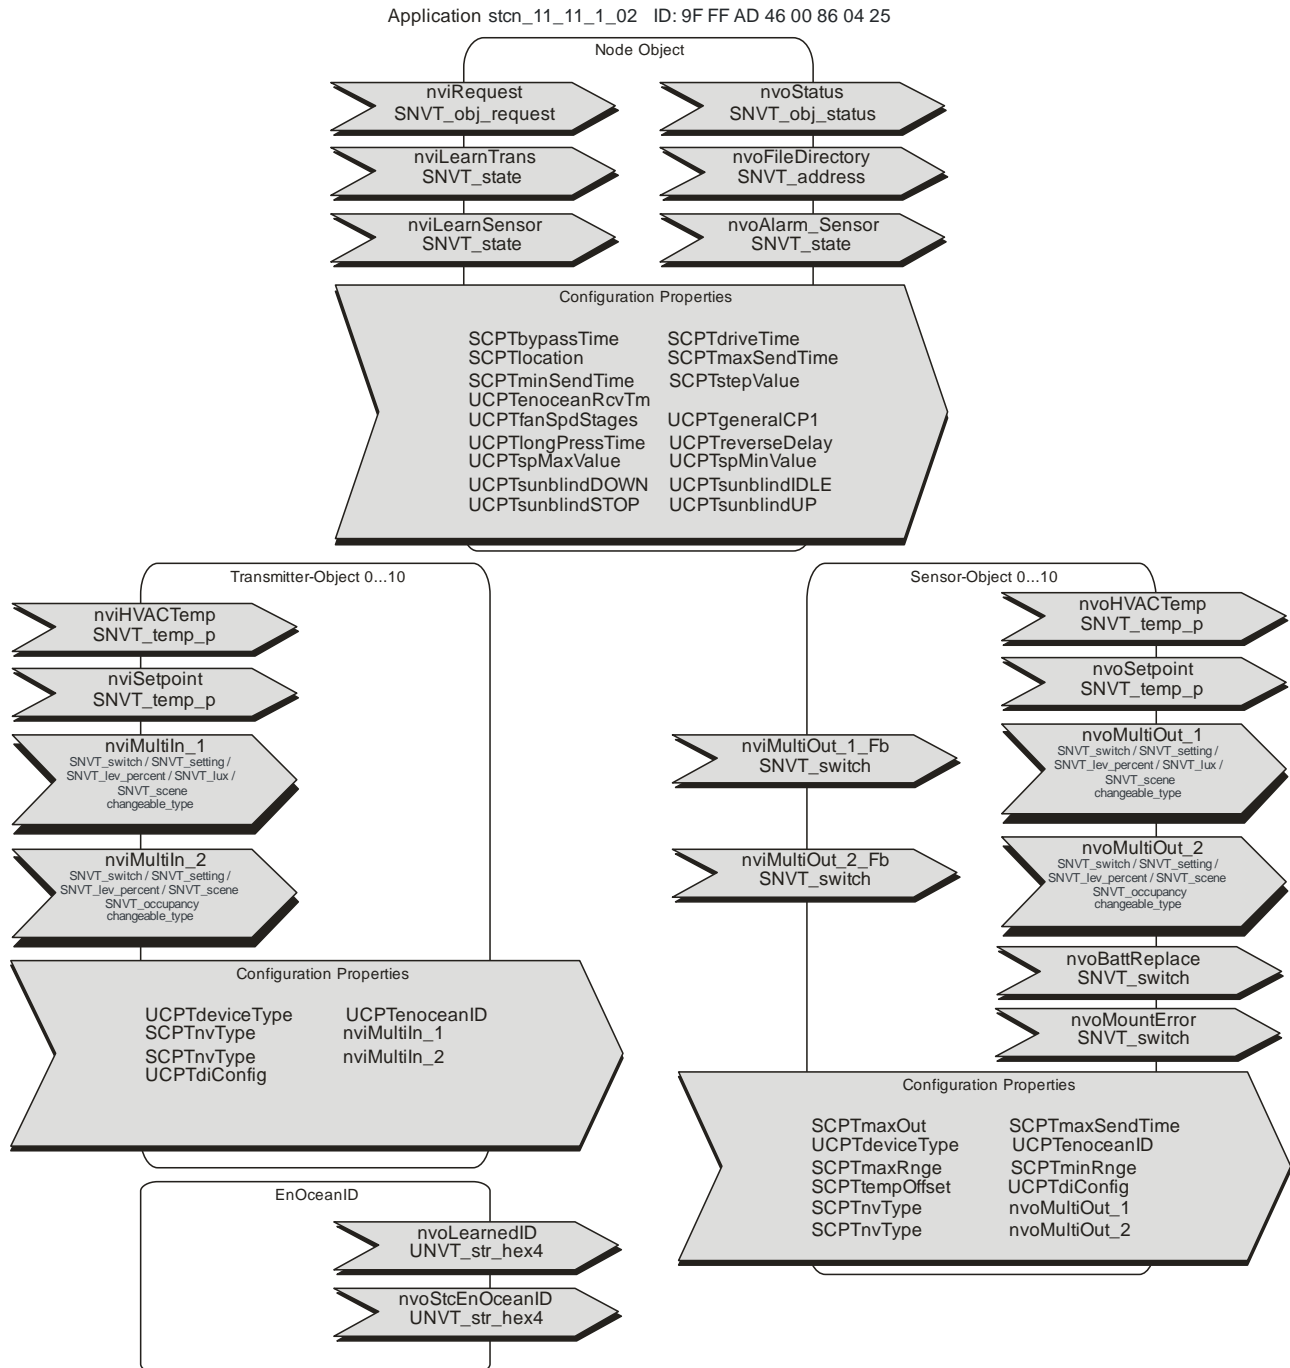 Application stcn_11_11_1_02 ID: 9F FF AD 46 00 86 04 25
Node Object
nviRequest
SNVT_obj_request
nvoStatus
SNVT_obj_status
nviLearnTrans
SNVT_state
nvoFileDirectory
SNVT_address
nviLearnSensor
SNVT_state
nvoAlarm_Sensor
SNVT_state
Configuration Properties
SCPTbypassTime SCPTdriveTime
SCPTlocation SCPTmaxSendTime
SCPTminSendTime SCPTstepValue
UCPTenoceanRcvTm
UCPTfanSpdStages UCPTgeneralCP1
UCPTlongPressTime UCPTreverseDelay
UCPTspMaxValue UCPTspMinValue
UCPTsunblindDOWN UCPTsunblindIDLE
UCPTsunblindSTOP UCPTsunblindUP
Transmitter-Object 0...10
nviHVACTemp
SNVT_temp_p
nviSetpoint
SNVT_temp_p
nviMultiIn_1
SNVT_switch / SNVT_setting /
SNVT_lev_percent / SNVT_lux /
SNVT_scene
changeable_type
nviMultiIn_2
SNVT_switch / SNVT_setting /
SNVT_lev_percent / SNVT_scene
SNVT_occupancy
changeable_type
Configuration Properties
UCPTdeviceType UCPTenoceanID
SCPTnvType nviMultiIn_1
SCPTnvType nviMultiIn_2
UCPTdiConfig
EnOceanID
nvoLearnedID
UNVT_str_hex4
nvoStcEnOceanID
UNVT_str_hex4
Sensor-Object 0...10
nvoHVACTemp
SNVT_temp_p
nvoSetpoint
SNVT_temp_p
nviMultiOut_1_Fb
SNVT_switch
nvoMultiOut_1
SNVT_switch / SNVT_setting /
SNVT_lev_percent / SNVT_lux /
SNVT_scene
changeable_type
nviMultiOut_2_Fb
SNVT_switch
nvoMultiOut_2
SNVT_switch / SNVT_setting /
SNVT_lev_percent / SNVT_scene
SNVT_occupancy
changeable_type
nvoBattReplace
SNVT_switch
nvoMountError
SNVT_switch
Configuration Properties
SCPTmaxOut SCPTmaxSendTime
UCPTdeviceType UCPTenoceanID
SCPTmaxRnge SCPTminRnge
SCPTtempOffset UCPTdiConfig
SCPTnvType nvoMultiOut_1
SCPTnvType nvoMultiOut_2